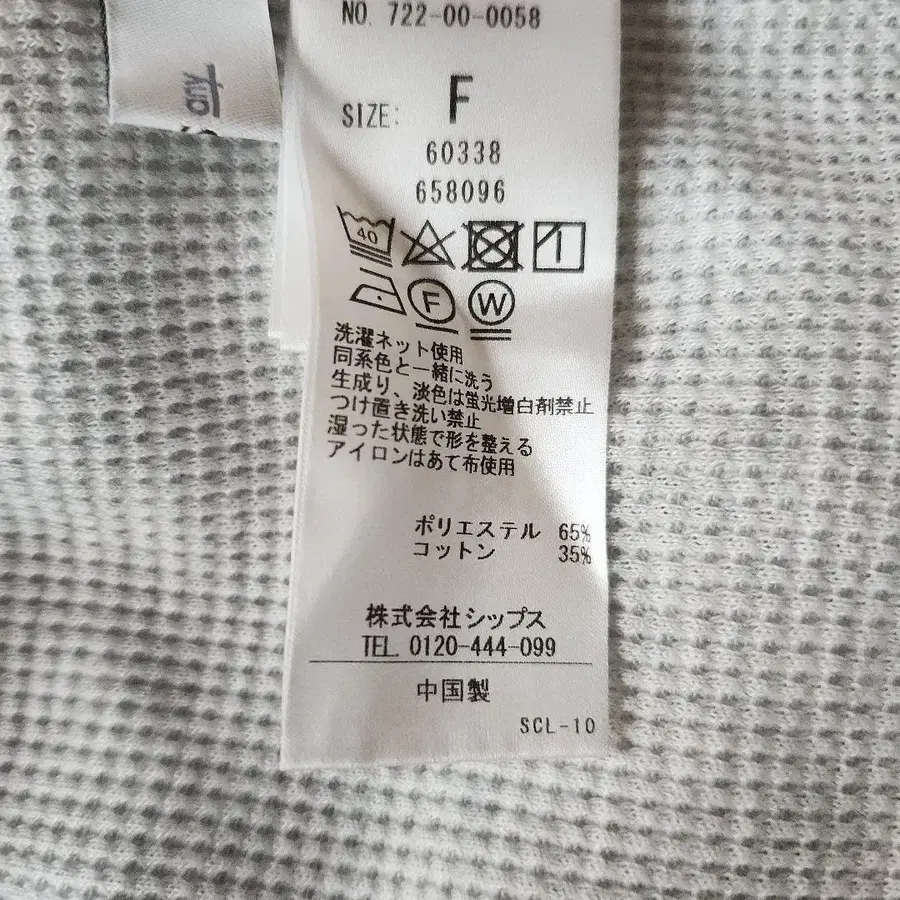 any
NO. 722-00-0058
SIZE: F
60338
658096
40
F W
洗濯ネット使用
同系色と一緒に洗う
生成り、淡色は蛍光増白剤禁止
つけ置き洗い禁止
湿った状態で形を整える
アイロンはあて布使用
ポリエステル 65%
コットン 35%
株式会社シップス
TEL. 0120-444-099
中国製
SCL-10